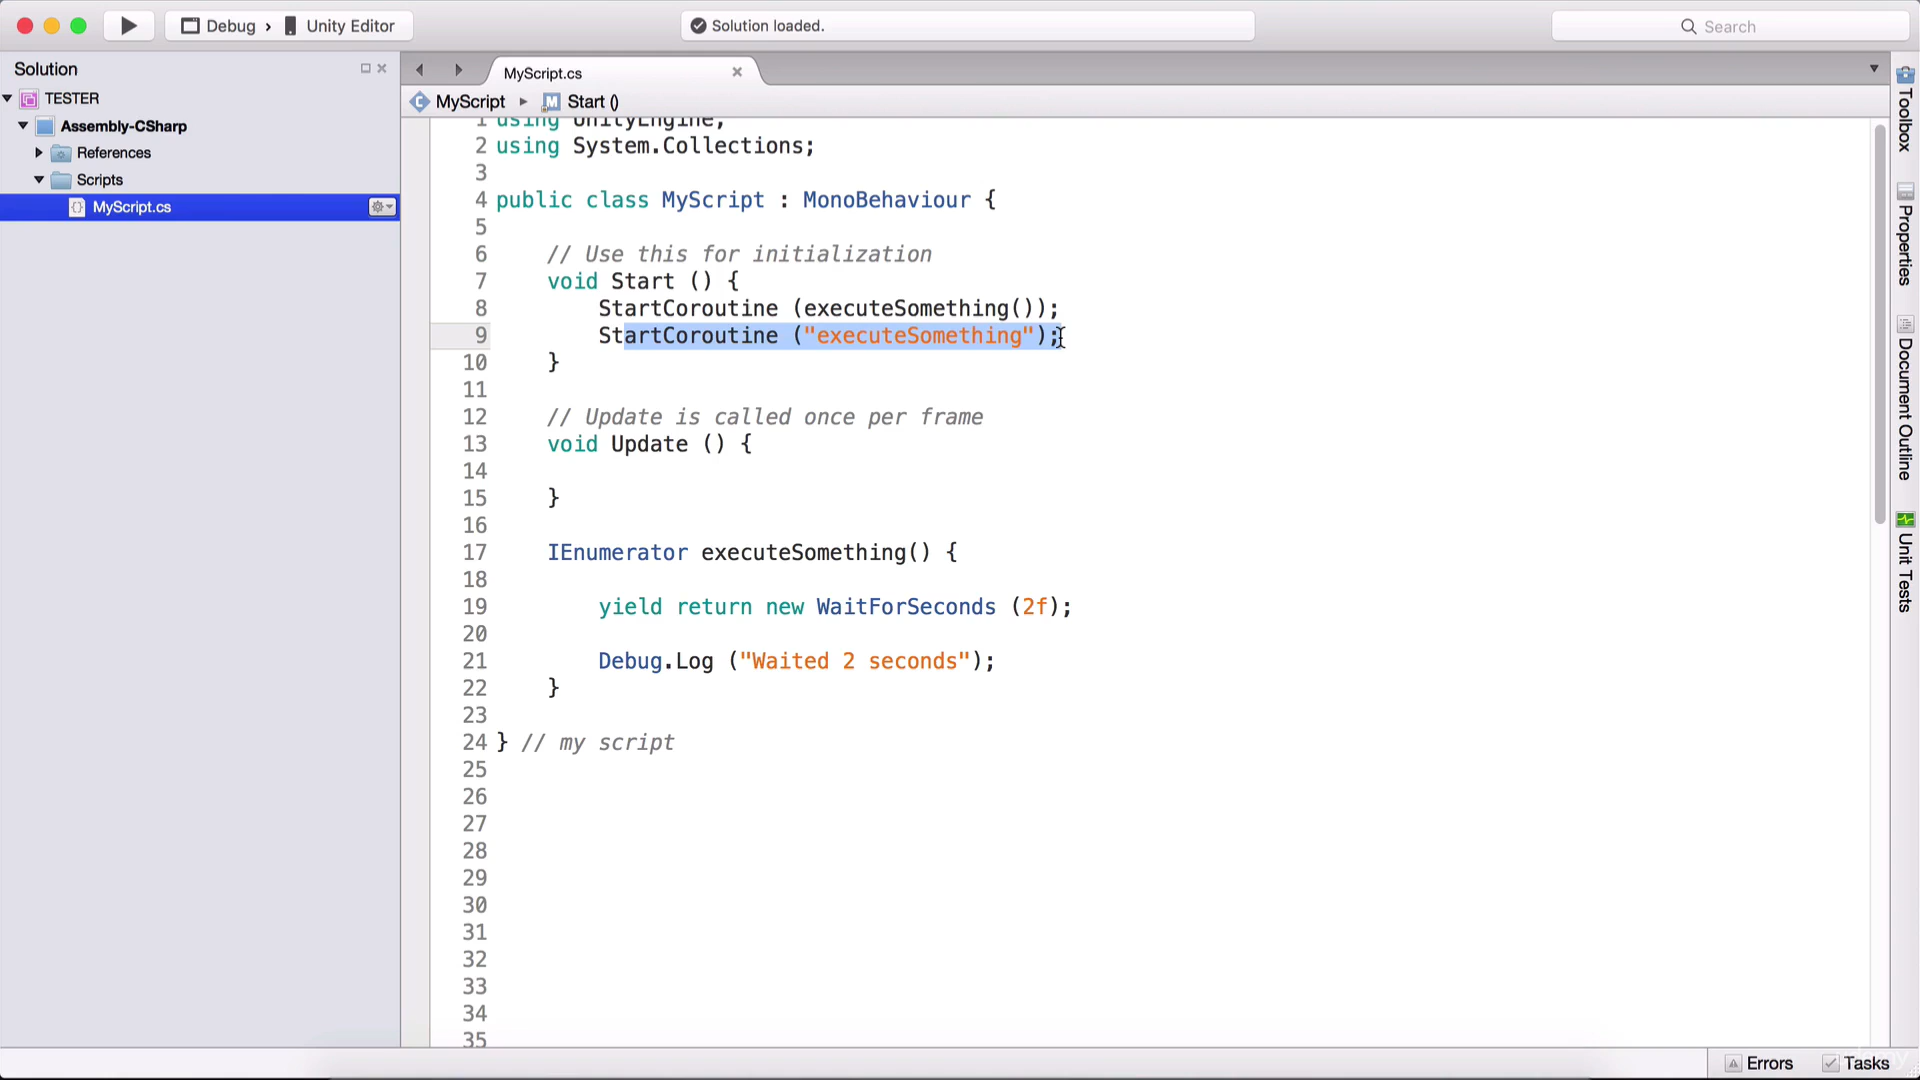 Debug > Unity Editor
Solution loaded.
Search
Solution
TESTER
Assembly-CSharp
References
Scripts
MyScript.cs
MyScript.cs
MyScript ▸ Start ()
1 using UnityEngine;
2 using System.Collections;
3
4 public class MyScript : MonoBehaviour {
5
6 // Use this for initialization
7 void Start () {
8 StartCoroutine (executeSomething());
9 StartCoroutine ("executeSomething");
10 }
11
12 // Update is called once per frame
13 void Update () {
14
15 }
16
17 IEnumerator executeSomething() {
18
19 yield return new WaitForSeconds (2f);
20
21 Debug.Log ("Waited 2 seconds");
22 }
23
24 } // my script
25
26
27
28
29
30
31
32
33
34
35
Toolbox
Properties
Document Outline
Unit Tests
Errors
Tasks